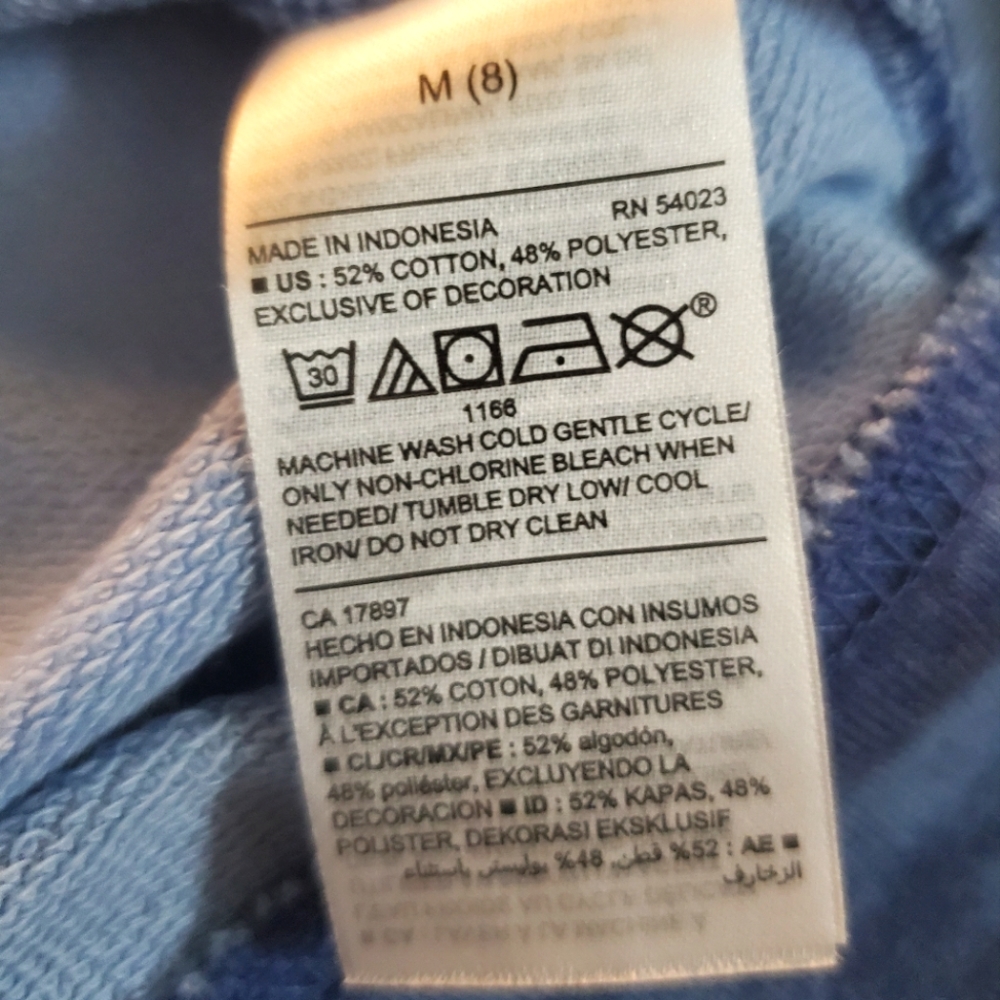 M (8)
RN 54023
MADE IN INDONESIA
■ US : 52% COTTON, 48% POLYESTER,
EXCLUSIVE OF DECORATION
30
®
1166
MACHINE WASH COLD GENTLE CYCLE/
ONLY NON-CHLORINE BLEACH WHEN
NEEDED/ TUMBLE DRY LOW/ COOL
IRON/ DO NOT DRY CLEAN
CA 17897
HECHO EN INDONESIA CON INSUMOS
IMPORTADOS / DIBUAT DI INDONESIA
■ CA : 52% COTON, 48% POLYESTER,
À L'EXCEPTION DES GARNITURES
■ CL/CR/MX/PE : 52% algodón,
48% poliéster, EXCLUYENDO LA
DECORACION ■ ID : 52% KAPAS, 48%
POLISTER, DEKORASI EKSKLUSIF
■ AE : 52% قطن, 48% بوليستر, باستثناء
الزخارف